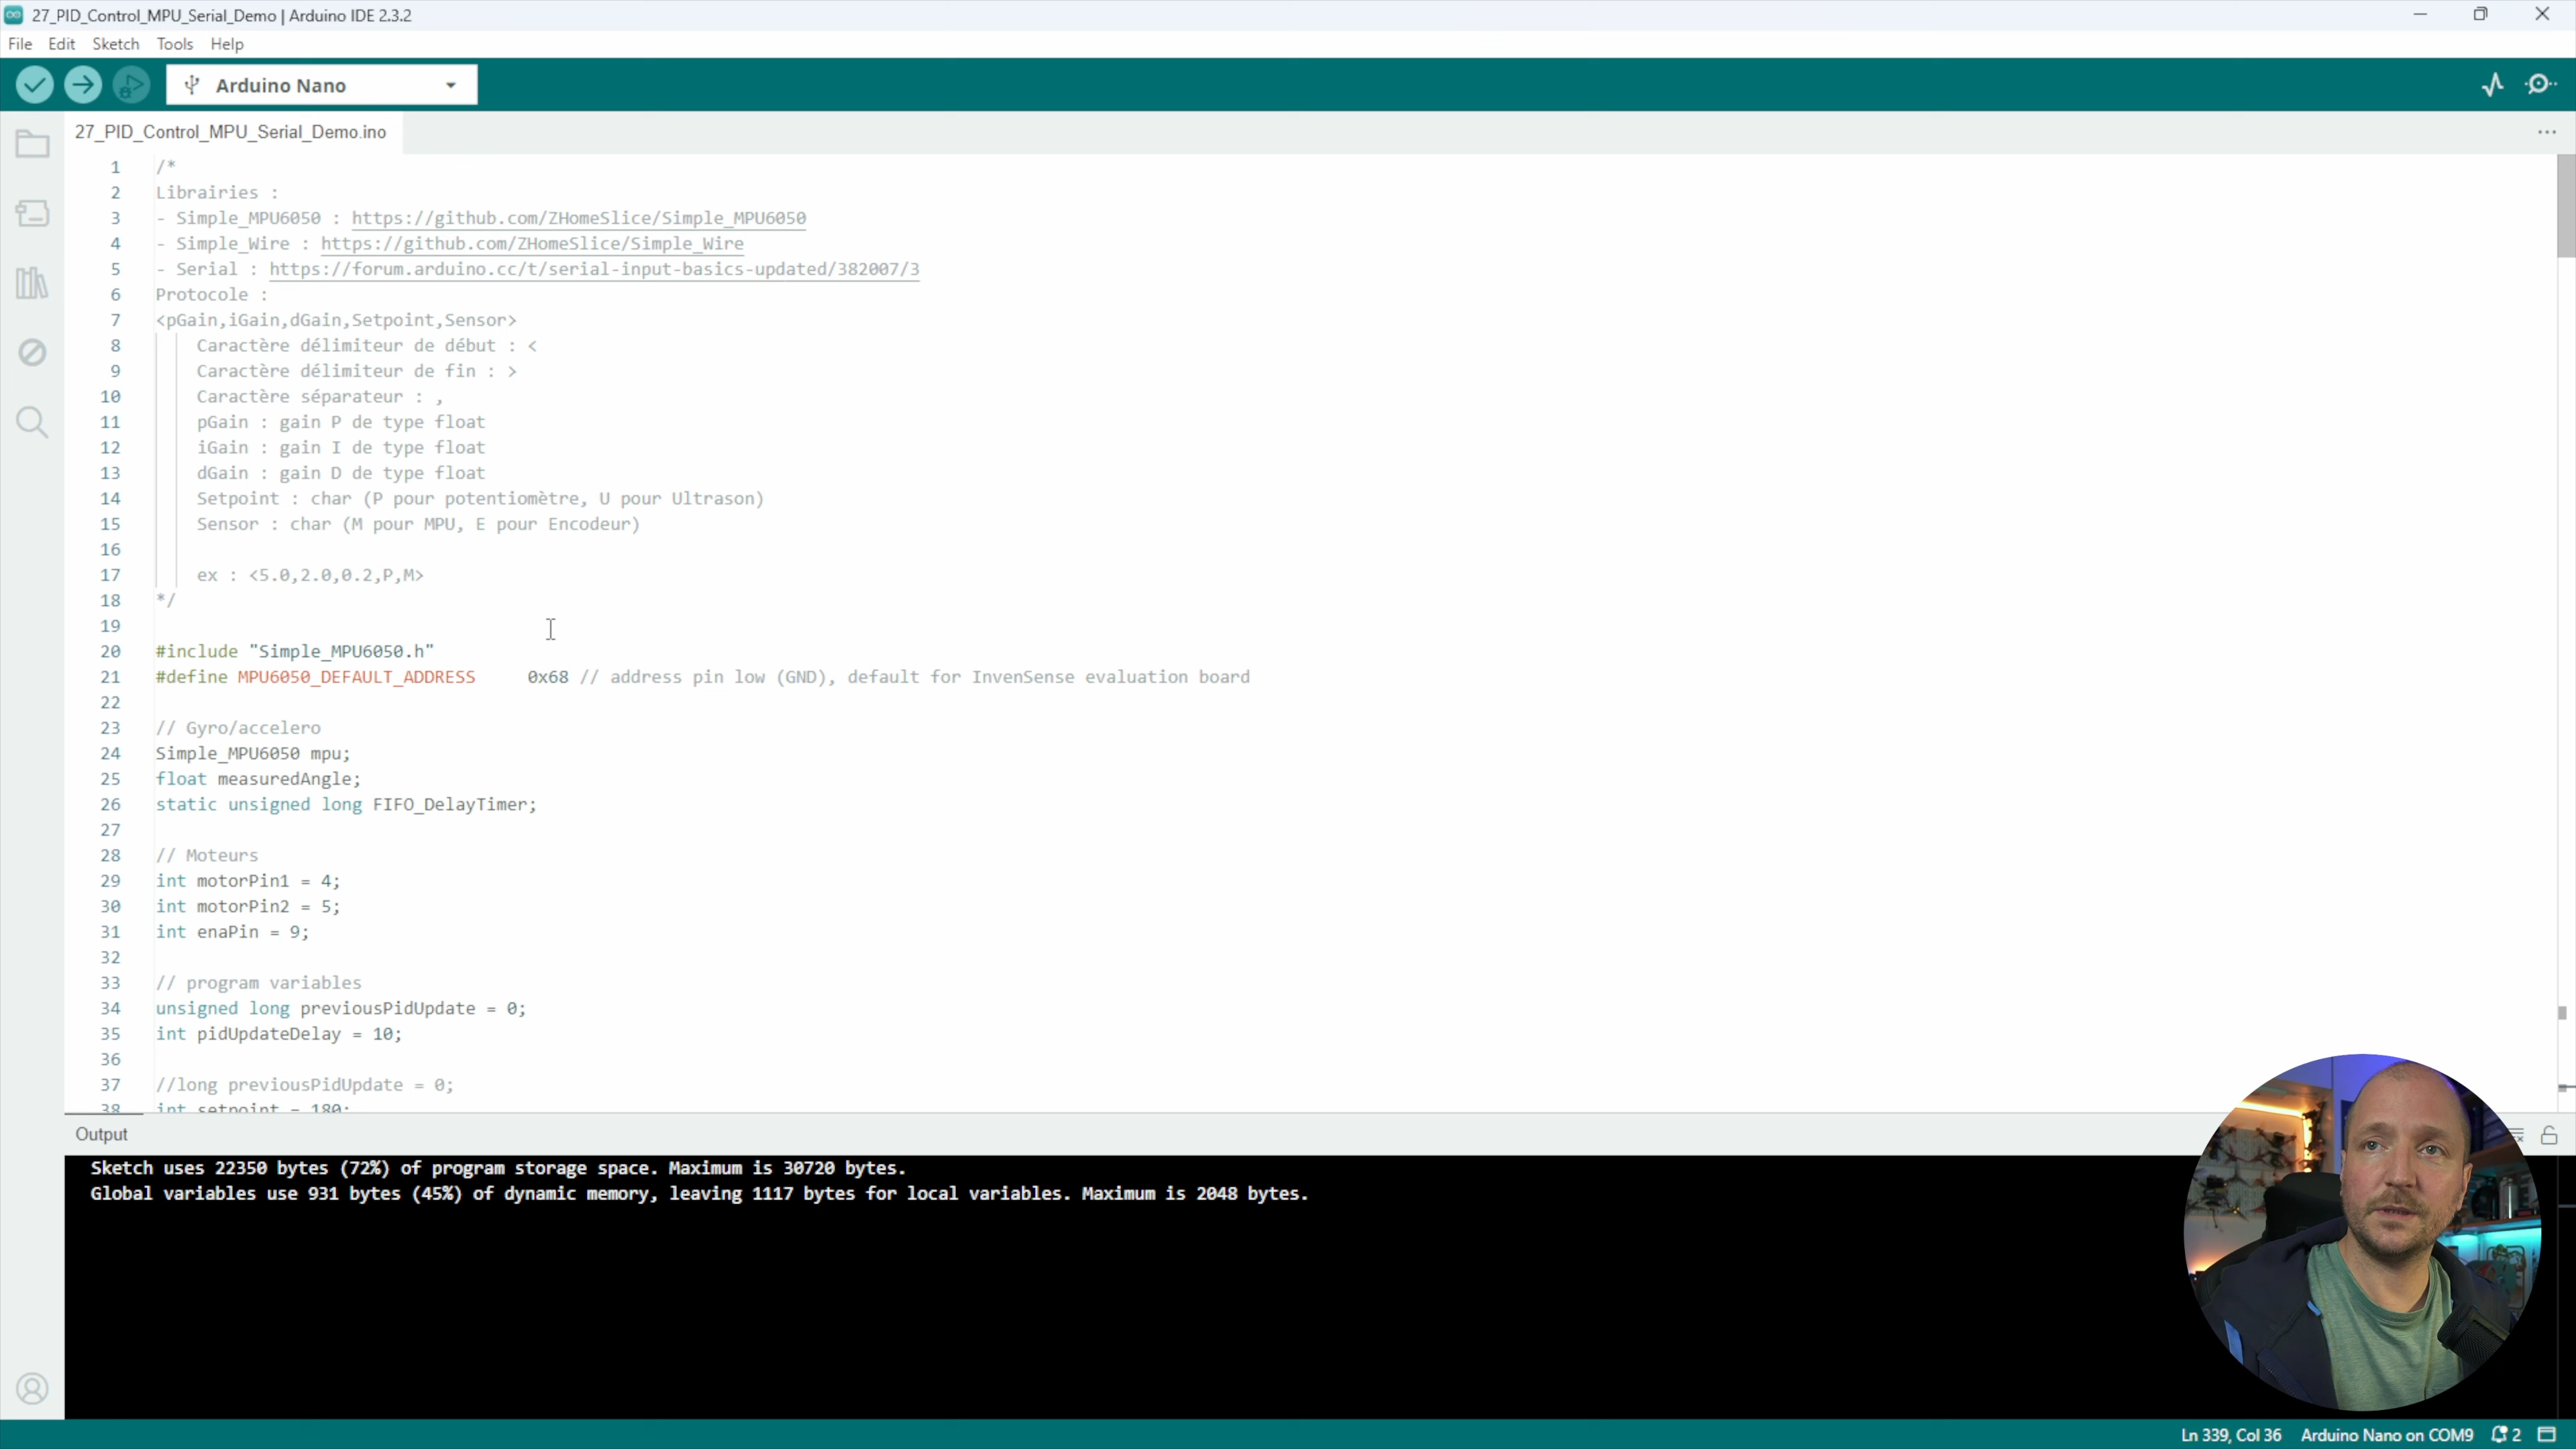 27_PID_Control_MPU_Serial_Demo | Arduino IDE 2.3.2
File Edit Sketch Tools Help
Arduino Nano
27_PID_Control_MPU_Serial_Demo.ino
1 /*
2 Librairies :
3 - Simple_MPU6050 : https://github.com/ZHomeSlice/Simple_MPU6050
4 - Simple_Wire : https://github.com/ZHomeSlice/Simple_Wire
5 - Serial : https://forum.arduino.cc/t/serial-input-basics-updated/382007/3
6 Protocole :
7 <pGain,iGain,dGain,Setpoint,Sensor>
8 Caractère délimiteur de début : <
9 Caractère délimiteur de fin : >
10 Caractère séparateur : ,
11 pGain : gain P de type float
12 iGain : gain I de type float
13 dGain : gain D de type float
14 Setpoint : char (P pour potentiomètre, U pour Ultrason)
15 Sensor : char (M pour MPU, E pour Encodeur)
16
17 ex : <5.0,2.0,0.2,P,M>
18 */
19
20 #include "Simple_MPU6050.h"
21 #define MPU6050_DEFAULT_ADDRESS 0x68 // address pin low (GND), default for InvenSense evaluation board
22
23 // Gyro/accelero
24 Simple_MPU6050 mpu;
25 float measuredAngle;
26 static unsigned long FIFO_DelayTimer;
27
28 // Moteurs
29 int motorPin1 = 4;
30 int motorPin2 = 5;
31 int enaPin = 9;
32
33 // program variables
34 unsigned long previousPidUpdate = 0;
35 int pidUpdateDelay = 10;
36
37 //long previousPidUpdate = 0;
38 int setpoint = 180;
Output
Sketch uses 22350 bytes (72%) of program storage space. Maximum is 30720 bytes.
Global variables use 931 bytes (45%) of dynamic memory, leaving 1117 bytes for local variables. Maximum is 2048 bytes.
Ln 339, Col 36 Arduino Nano on COM9 2